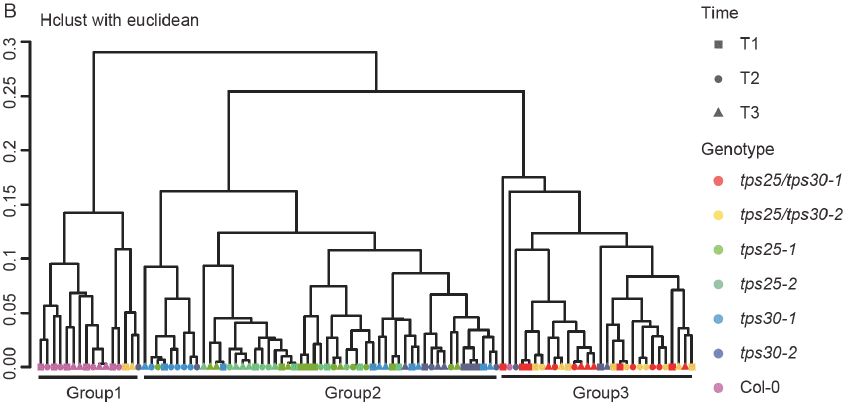 B
Hclust with euclidean
0.3
0.25
0.2
0.15
0.1
0.05
0.00
Group1
Group2
Group3
Time
T1
T2
T3
Genotype
tps25/tps30-1
tps25/tps30-2
tps25-1
tps25-2
tps30-1
tps30-2
Col-0